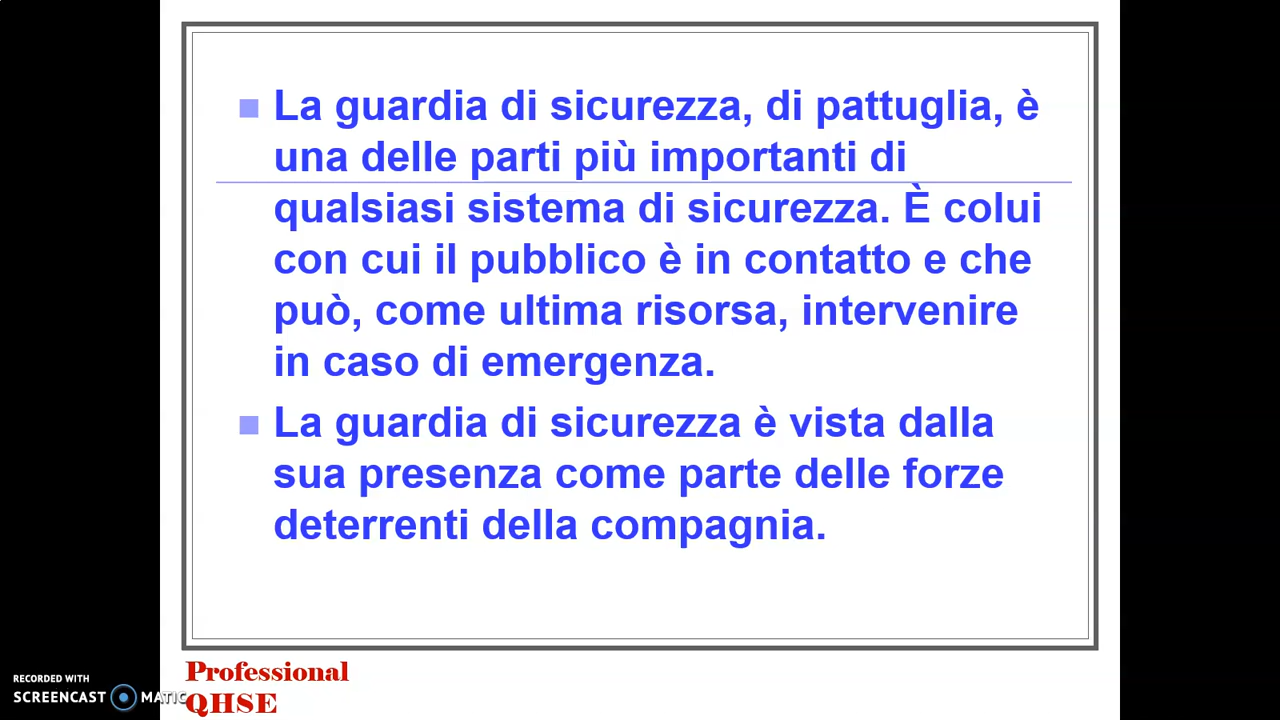 La guardia di sicurezza, di pattuglia, è
una delle parti più importanti di
qualsiasi sistema di sicurezza. È colui
con cui il pubblico è in contatto e che
può, come ultima risorsa, intervenire
in caso di emergenza.
La guardia di sicurezza è vista dalla
sua presenza come parte delle forze
deterrenti della compagnia.
Professional
QHSE
RECORDED WITH
SCREENCAST MATIC